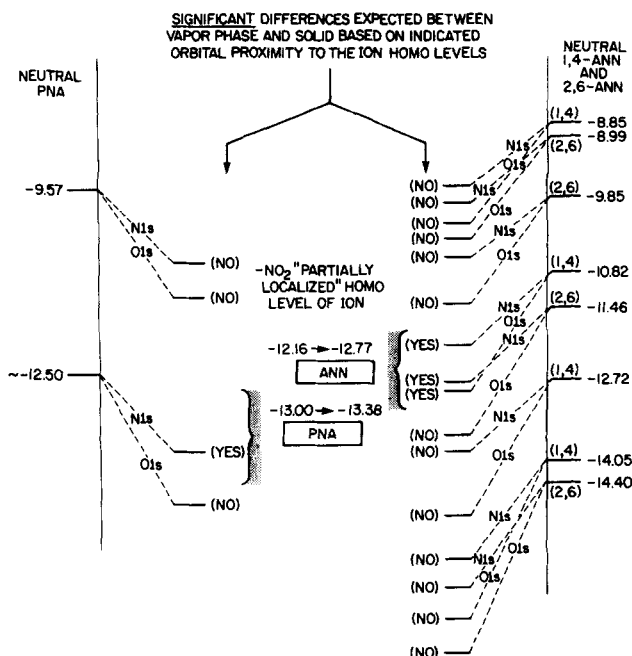 SIGNIFICANT DIFFERENCES EXPECTED BETWEEN
VAPOR PHASE AND SOLID BASED ON INDICATED
ORBITAL PROXIMITY TO THE ION HOMO LEVELS
NEUTRAL
PNA
-9.57
N1s
O1s
(NO)
(NO)
~-12.50
N1s
O1s
(YES)
(NO)
-NO2 "PARTIALLY
LOCALIZED" HOMO
LEVEL OF ION
-12.16 → -12.77
ANN
-13.00 → -13.38
PNA
NEUTRAL
1,4-ANN
AND
2,6-ANN
(1,4) -8.85
N1s
O1s
-8.99
(2,6)
(NO)
(NO)
N1s
O1s
(NO)
(NO)
(2,6) -9.85
N1s
(NO)
O1s
(NO)
(1,4) -10.82
N1s
O1s
(2,6) -11.46
N1s
(YES)
(YES)
(YES)
O1s
(1,4) -12.72
N1s
(NO)
(NO)
O1s
(NO)
(1,4) -14.05
-14.40
(2,6)
N1s
O1s
N1s
O1s
(NO)
(NO)
(NO)
(NO)